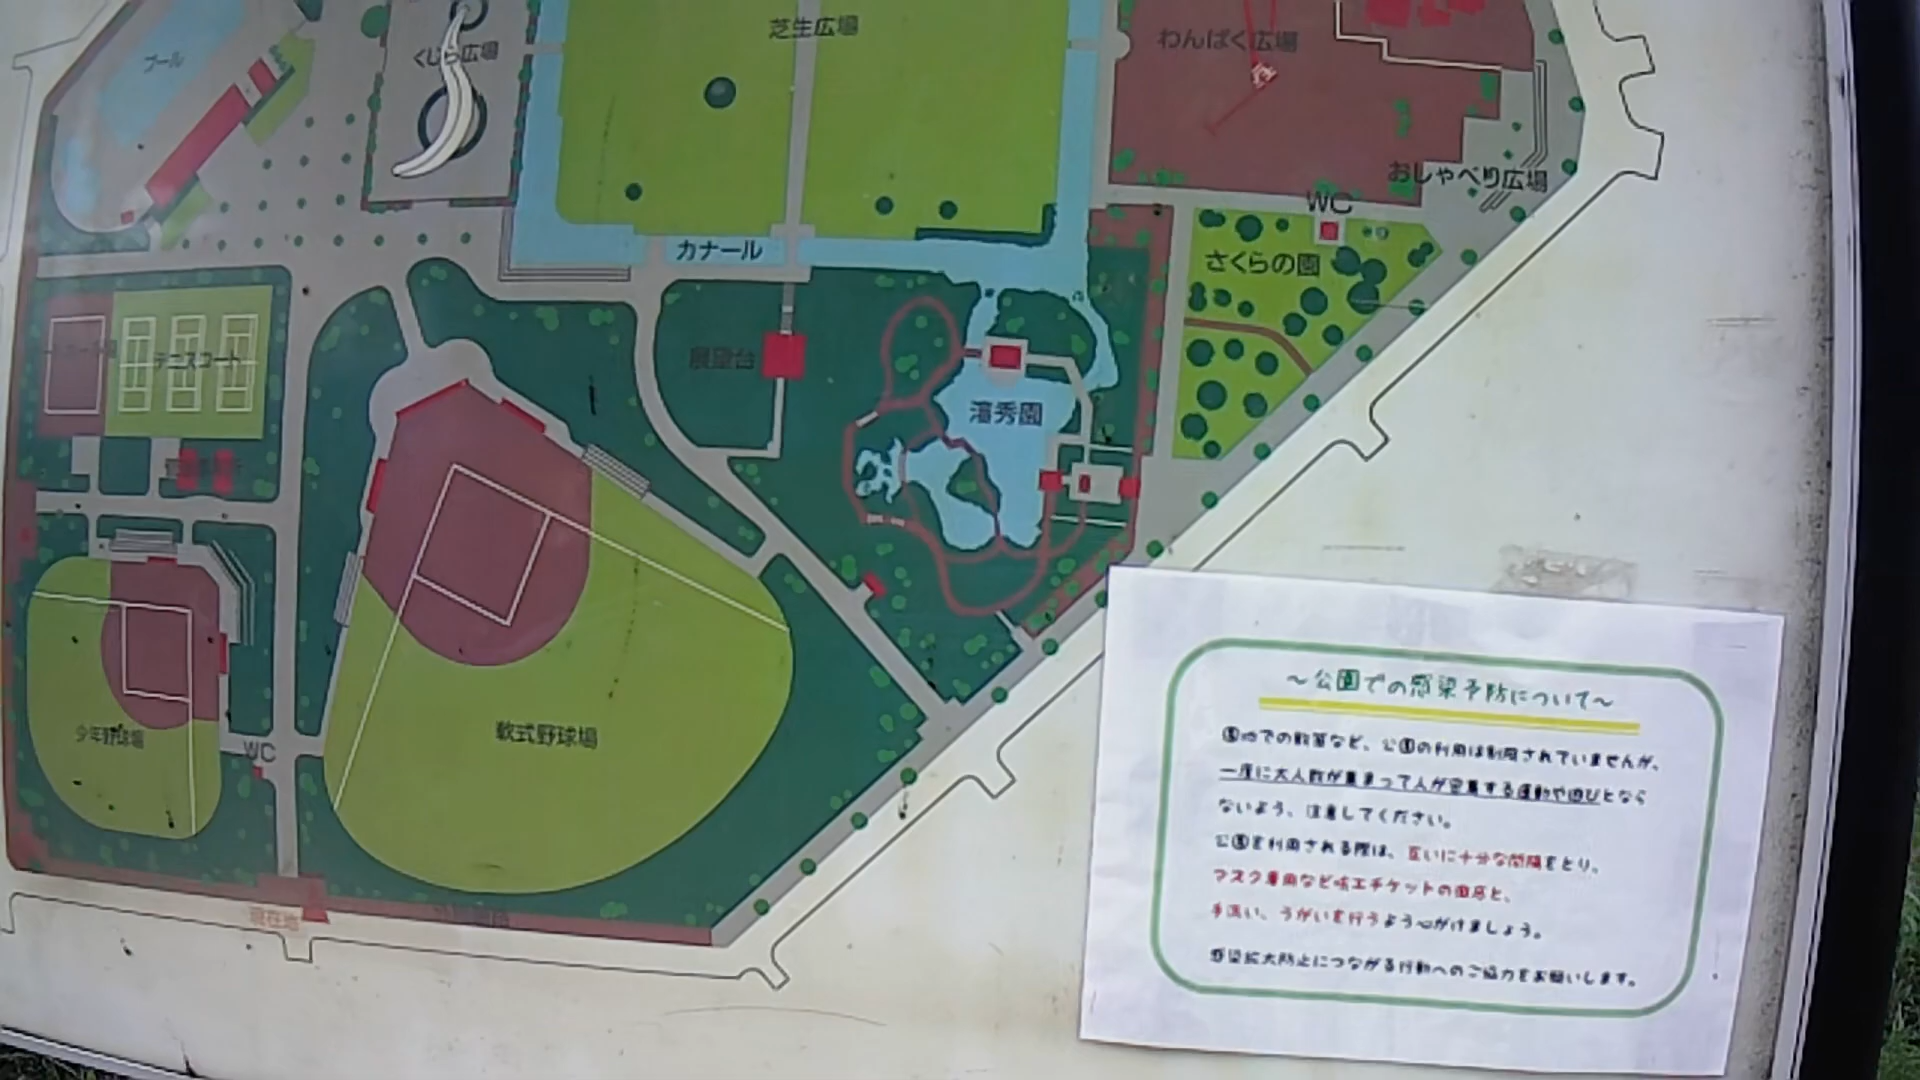 プール
くじら広場
芝生広場
わんぱく広場
おしゃべり広場
WC
カナール
さくらの園
テニスコート
展望台
濱秀園
少年野球場
WC
軟式野球場
現在地
～公園での感染予防について～
園地での散策など、公園の利用は制限されていませんが、
一度に大人数が集まって人が密集する運動や遊びとなら
ないよう、注意してください。
公園を利用される際は、互いに十分な間隔をとり、
マスク着用など咳エチケットの徹底と、
手洗い、うがいを行うよう心がけましょう。
感染拡大防止につながる行動へのご協力をお願いします。